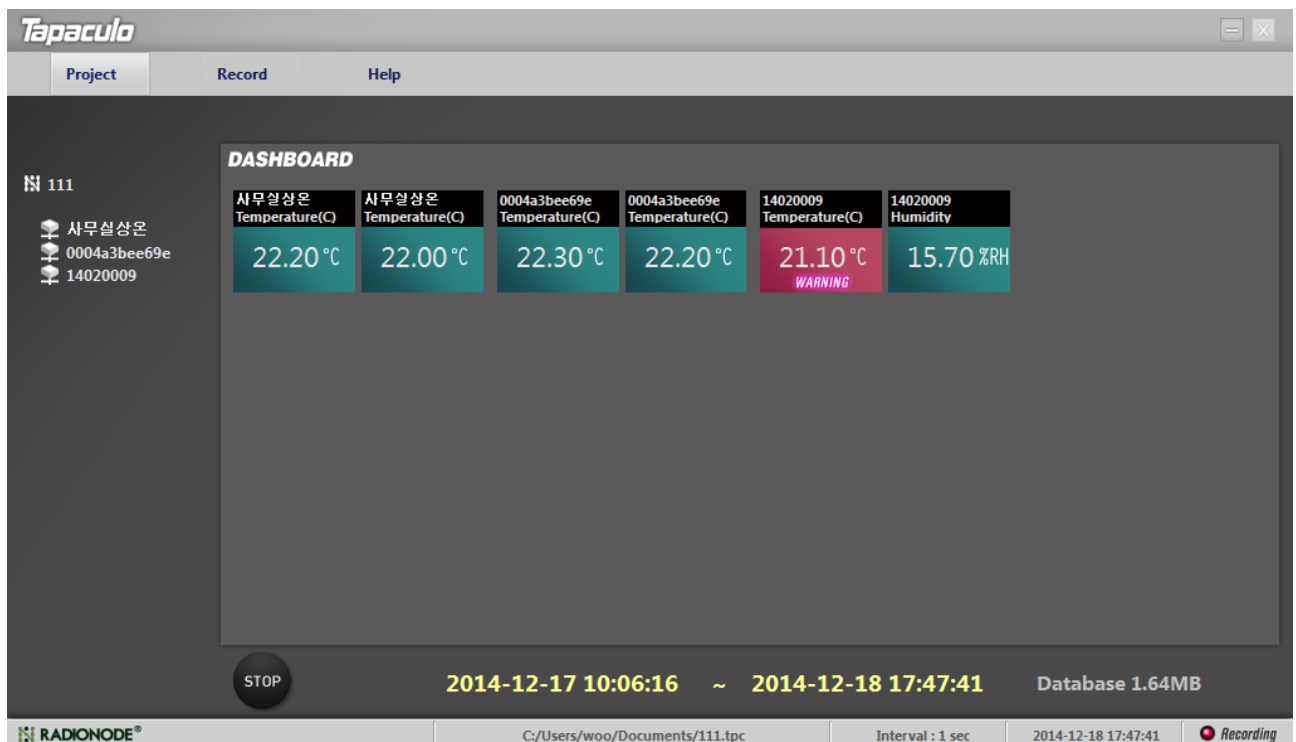 Tapaculo
Project Record Help
111
사무실상온
0004a3bee69e
14020009
DASHBOARD
사무실상온
Temperature(C)
22.20 °C
사무실상온
Temperature(C)
22.00 °C
0004a3bee69e
Temperature(C)
22.30 °C
0004a3bee69e
Temperature(C)
22.20 °C
14020009
Temperature(C)
21.10 °C
WARNING
14020009
Humidity
15.70 %RH
STOP
2014-12-17 10:06:16 ~ 2014-12-18 17:47:41
Database 1.64MB
RADIONODE®
C:/Users/woo/Documents/111.tpc
Interval : 1 sec
2014-12-18 17:47:41
Recording